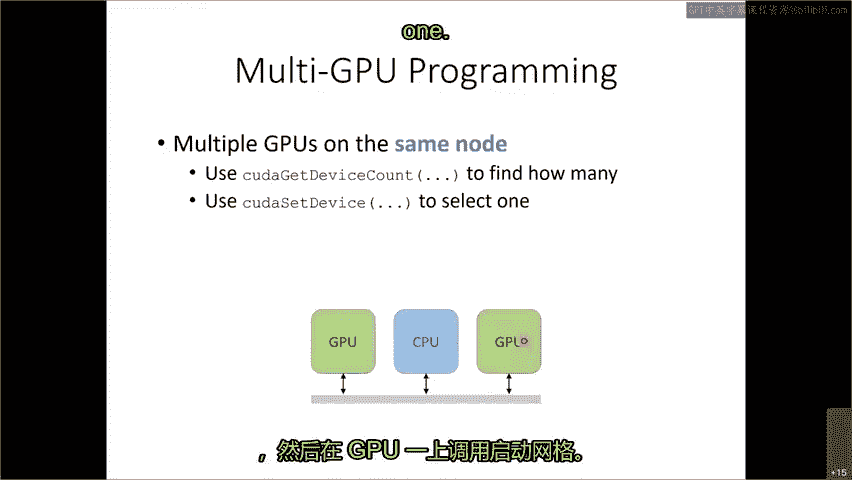 one.
Multi-GPU Programming
• Multiple GPUs on the same node
• Use cudaGetDeviceCount(...) to find how many
• Use cudaSetDevice(...) to select one
GPU
CPU
GPU
，然后在 GPU 一上调用启动网格。
+15